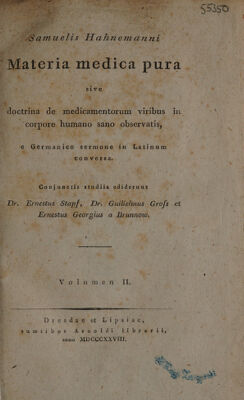 55350
Samuelis Hahnemanni
Materia medica pura
sive
doctrina de medicamentorum viribus in
corpore humano sano observatis,
e Germanico sermone in Latinum
conversa.
Conjunctis studiis ediderunt
Dr. Ernestus Stapf, Dr. Guilielmus Groſs et
Ernestus Georgius a Brunnow.
Volumen II.
Dresdae et Lipsiae,
sumtibus Arnoldi librarii,
anno MDCCCXXVIII.